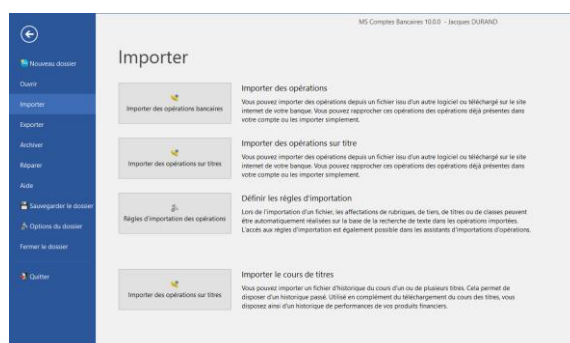 MS Comptes Bancaires 10.0.0 - Jacques DURAND
Importer
Nouveau dossier
Ouvrir
Importer
Exporter
Archiver
Réparer
Aide
Sauvegarder le dossier
Options du dossier
Fermer le dossier
Quitter
Importer des opérations bancaires
Importer des opérations
Vous pouvez importer des opérations depuis un fichier issu d'un autre logiciel ou téléchargé sur le site
internet de votre banque. Vous pouvez rapprocher ces opérations des opérations déjà présentes dans
votre compte ou les importer simplement.
Importer des opérations sur titres
Importer des opérations sur titre
Vous pouvez importer des opérations depuis un fichier issu d'un autre logiciel ou téléchargé sur le site
internet de votre banque. Vous pouvez rapprocher ces opérations des opérations déjà présentes dans
votre compte ou les importer simplement.
Règles d'importation des opérations
Définir les règles d'importation
Lors de l'importation d'un fichier, les affectations de rubriques, de tiers, de titres ou de classes peuvent
être automatiquement réalisées sur la base de la recherche de texte dans les opérations importées.
L'accès aux règles d'importation est également possible dans les assistants d'importations d'opérations.
Importer des opérations sur titres
Importer le cours de titres
Vous pouvez importer un fichier d'historique du cours d'un ou de plusieurs titres. Cela permet de
disposer d'un historique passé. Utilisé en complément du téléchargement du cours des titres, vous
disposez ainsi d'un historique de performances de vos produits financiers.